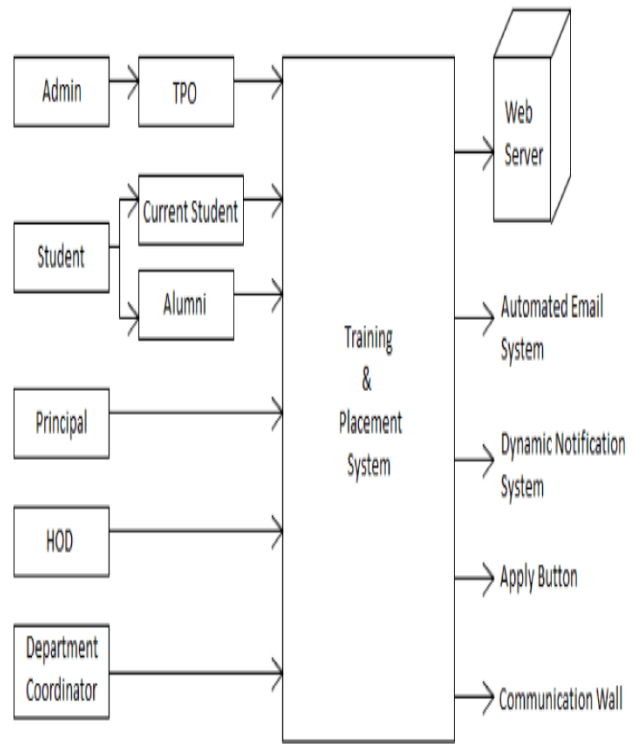 Admin
TPO
Current Student
Student
Alumni
Principal
HOD
Department
Coordinator
Training
&
Placement
System
Web
Server
Automated Email
System
Dynamic Notification
System
Apply Button
Communication Wall